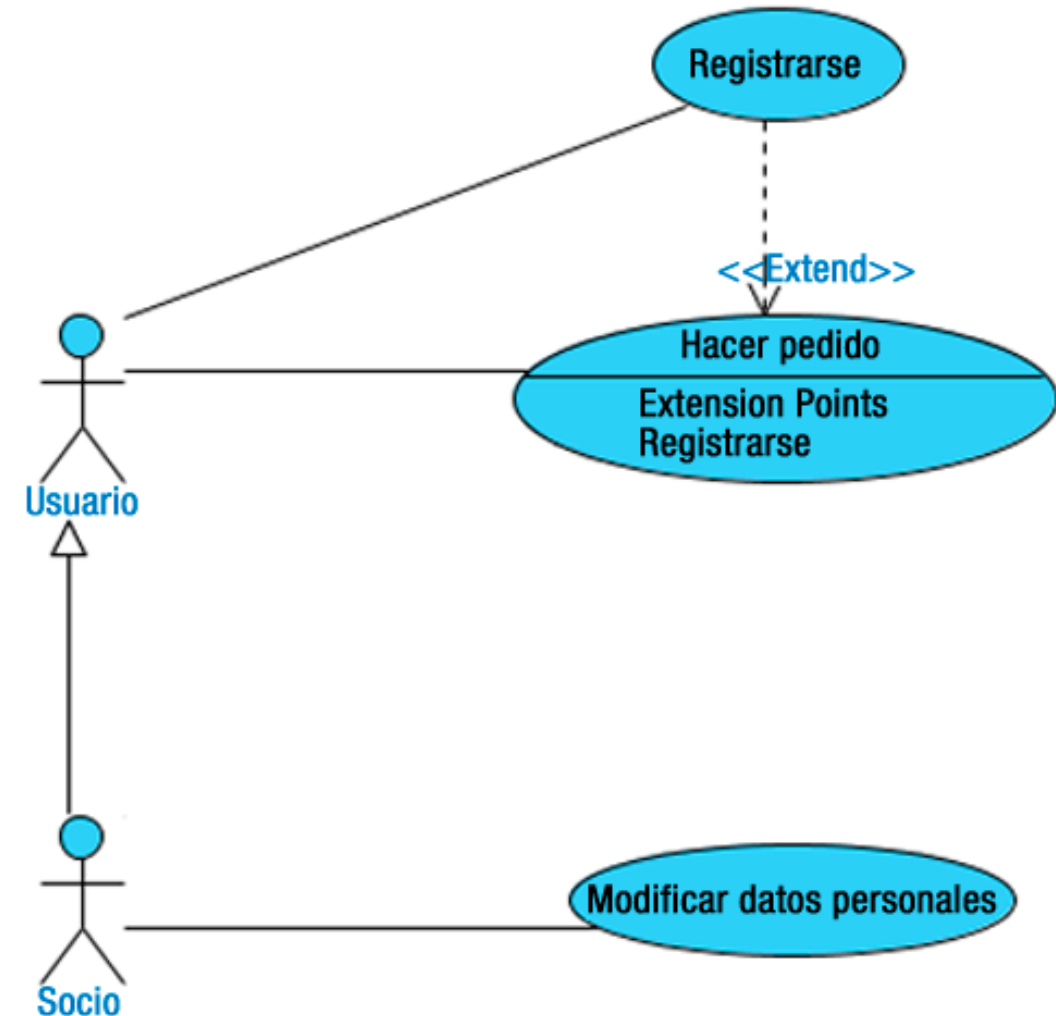 Registrarse
<<Extend>>
Hacer pedido
Extension Points
Registrarse
Usuario
Modificar datos personales
Socio